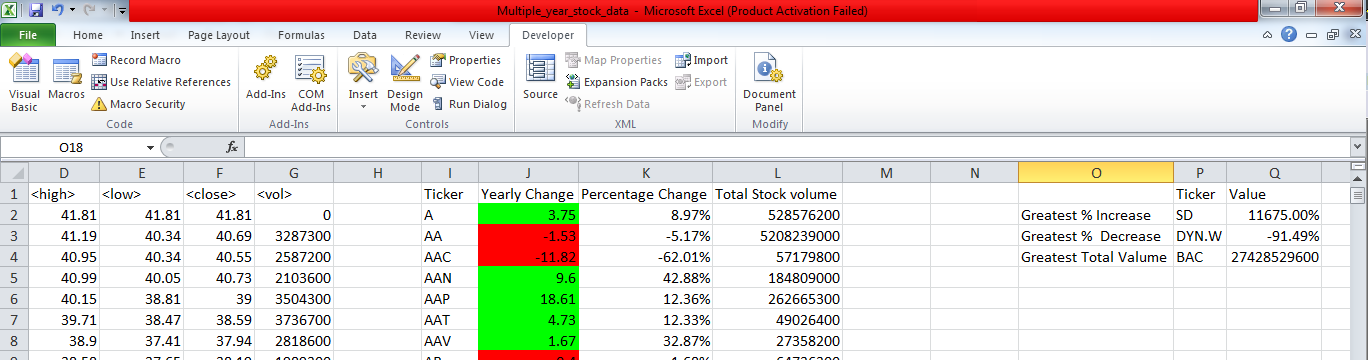 Multiple_year_stock_data - Microsoft Excel (Product Activation Failed)
File Home Insert Page Layout Formulas Data Review View Developer
Visual Basic
Macros
Record Macro
Use Relative References
Macro Security
Code
Add-Ins
COM Add-Ins
Add-Ins
Insert
Design Mode
Properties
View Code
Run Dialog
Controls
Source
Map Properties
Expansion Packs
Refresh Data
Import
Export
XML
Document Panel
Modify
O18 fx
D E F G H I J K L M N O P Q
1 <high> <low> <close> <vol> Ticker Yearly Change Percentage Change Total Stock volume Ticker Value
2 41.81 41.81 41.81 0 A 3.75 8.97% 528576200 Greatest % Increase SD 11675.00%
3 41.19 40.34 40.69 3287300 AA -1.53 -5.17% 5208239000 Greatest % Decrease DYN.W -91.49%
4 40.95 40.34 40.55 2587200 AAC -11.82 -62.01% 57179800 Greatest Total Valume BAC 27428529600
5 40.99 40.05 40.73 2103600 AAN 9.6 42.88% 184809000
6 40.15 38.81 39 3504300 AAP 18.61 12.36% 262665300
7 39.71 38.47 38.59 3736700 AAT 4.73 12.33% 49026400
8 38.9 37.41 37.94 2818600 AAV 1.67 32.87% 27358200